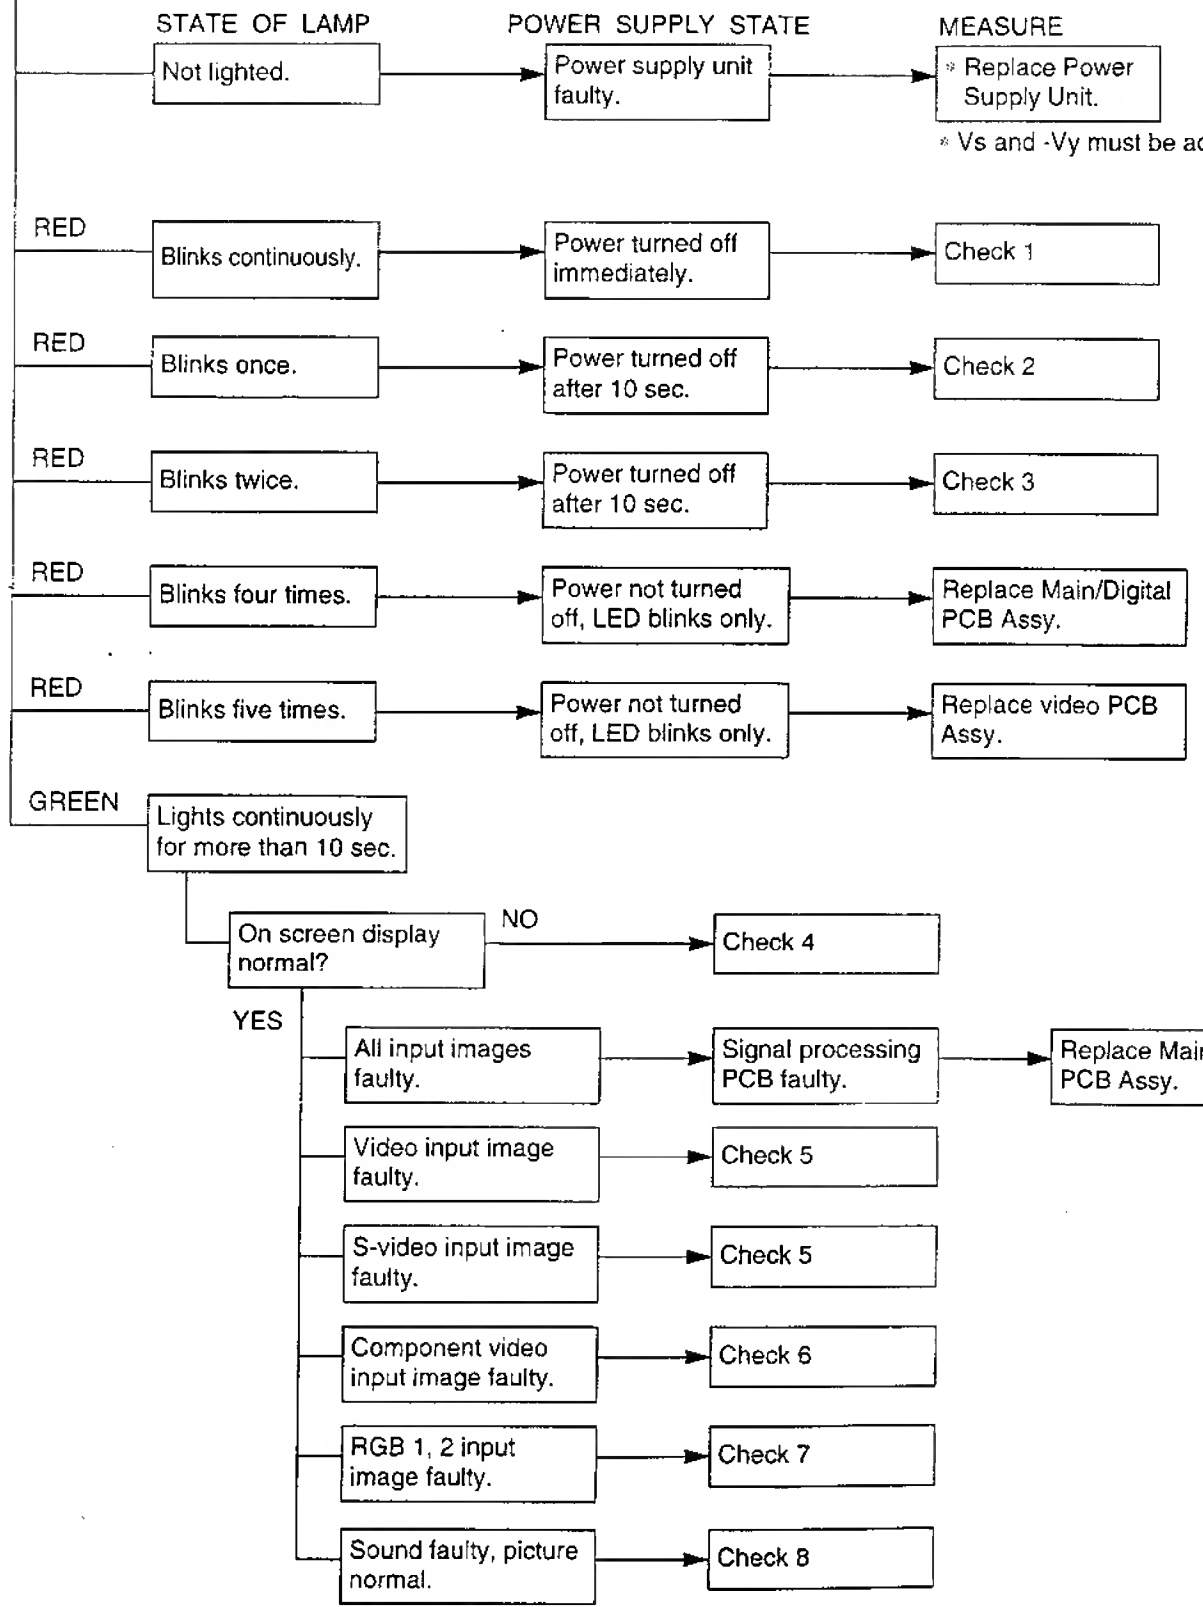 STATE OF LAMP POWER SUPPLY STATE MEASURE
Not lighted.
Power supply unit
faulty.
* Replace Power
Supply Unit.
* Vs and -Vy must be
RED
Blinks continuously.
Power turned off
immediately.
Check 1
RED
Blinks once.
Power turned off
after 10 sec.
Check 2
RED
Blinks twice.
Power turned off
after 10 sec.
Check 3
RED
Blinks four times.
Power not turned
off, LED blinks only.
Replace Main/Digital
PCB Assy.
RED
Blinks five times.
Power not turned
off, LED blinks only.
Replace video PCB
Assy.
GREEN
Lights continuously
for more than 10 sec.
On screen display
normal?
NO
Check 4
YES
All input images
faulty.
Signal processing
PCB faulty.
Replace Main
PCB Assy.
Video input image
faulty.
Check 5
S-video input image
faulty.
Check 5
Component video
input image faulty.
Check 6
RGB 1, 2 input
image faulty.
Check 7
Sound faulty, picture
normal.
Check 8